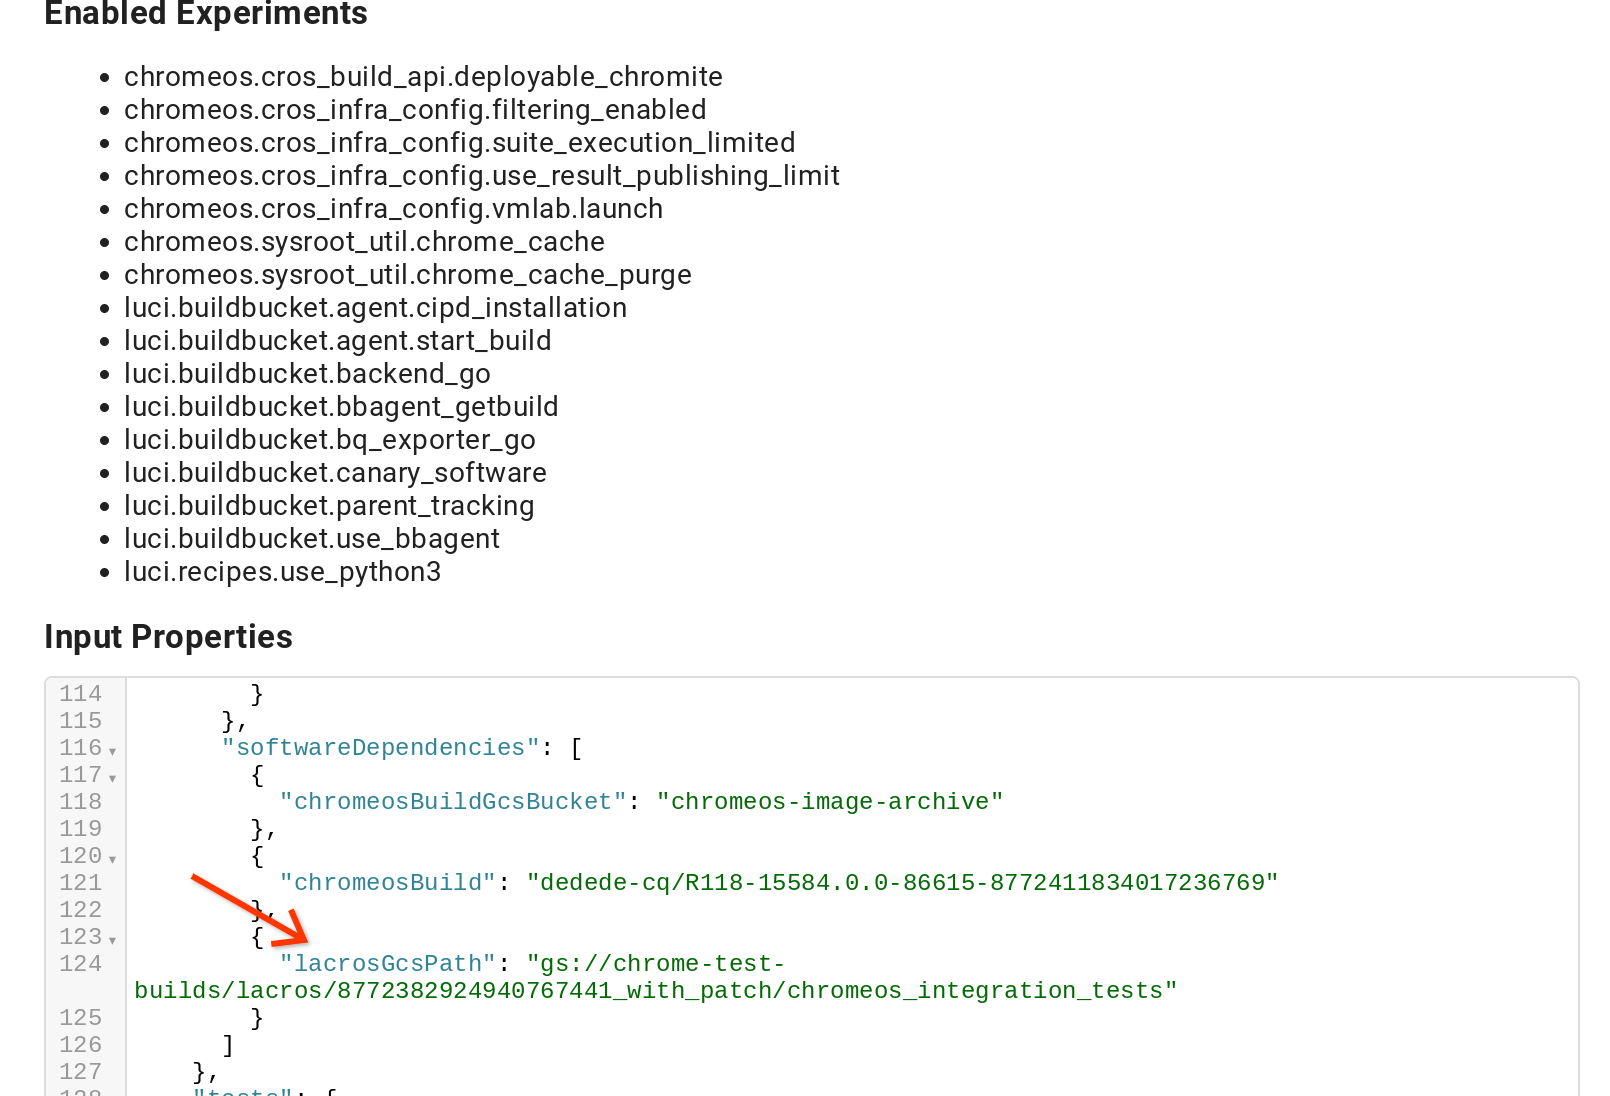 Enabled Experiments
chromeos.cros_build_api.deployable_chromite
chromeos.cros_infra_config.filtering_enabled
chromeos.cros_infra_config.suite_execution_limited
chromeos.cros_infra_config.use_result_publishing_limit
chromeos.cros_infra_config.vmlab.launch
chromeos.sysroot_util.chrome_cache
chromeos.sysroot_util.chrome_cache_purge
luci.buildbucket.agent.cipd_installation
luci.buildbucket.agent.start_build
luci.buildbucket.backend_go
luci.buildbucket.bbagent_getbuild
luci.buildbucket.bq_exporter_go
luci.buildbucket.canary_software
luci.buildbucket.parent_tracking
luci.buildbucket.use_bbagent
luci.recipes.use_python3
Input Properties
114 }
115 },
116 "softwareDependencies": [
117 {
118 "chromeosBuildGcsBucket": "chromeos-image-archive"
119 },
120 {
121 "chromeosBuild": "dedede-cq/R118-15584.0.0-86615-8772411834017236769"
122 },
123 {
124 "lacrosGcsPath": "gs://chrome-test-
builds/lacros/8772382924940767441_with_patch/chromeos_integration_tests"
125 }
126 ]
127 },
128 "tests": {